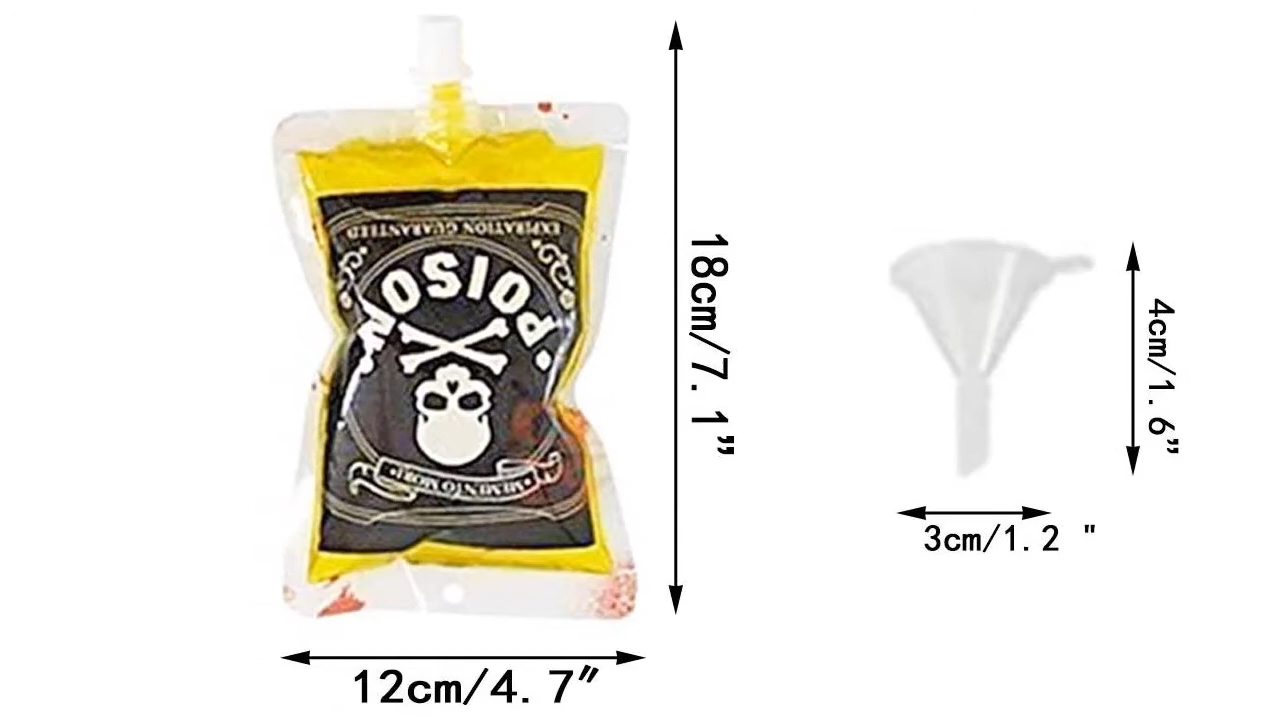 EXPIRATION GUARANTEED
POISON
MEMENTO MORI
18cm/7.1”
12cm/4.7"
4cm/1.6”
3cm/1.2 "